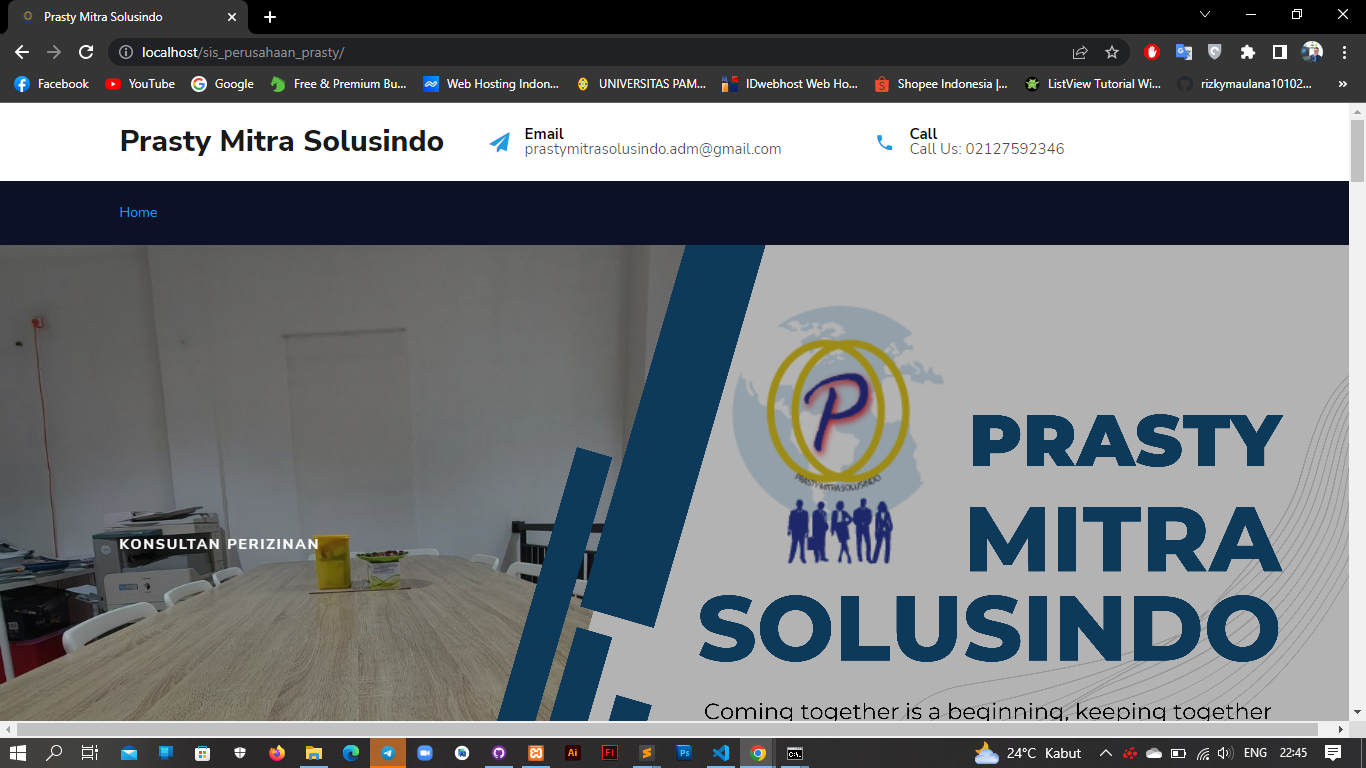 Prasty Mitra Solusindo
localhost/sis_perusahaan_prasty/
Facebook
YouTube
Google
Free & Premium Bu...
Web Hosting Indon...
UNIVERSITAS PAM...
IDwebhost Web Ho...
Shopee Indonesia |...
ListView Tutorial Wi...
rizkymaulana10102...
»
Prasty Mitra Solusindo
Email
prastymitrasolusindo.adm@gmail.com
Call
Call Us: 02127592346
Home
P
PRASTY MITRA SOLUSINDO
PRASTY
MITRA
SOLUSINDO
KONSULTAN PERIZINAN
Coming together is a beginning, keeping together
Ai
Fl
S
Ps
C:\.
24°C Kabut
ENG
22:45